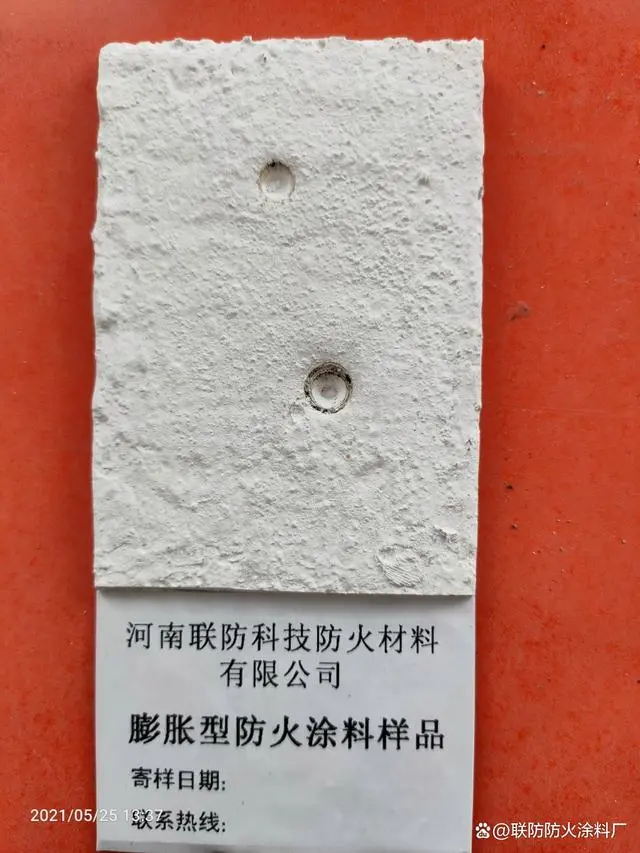 河南联防科技防火材料
有限公司
膨胀型防火涂料样品
寄样日期:
联系热线:
2021/05/25 13:37
@联防防火涂料厂